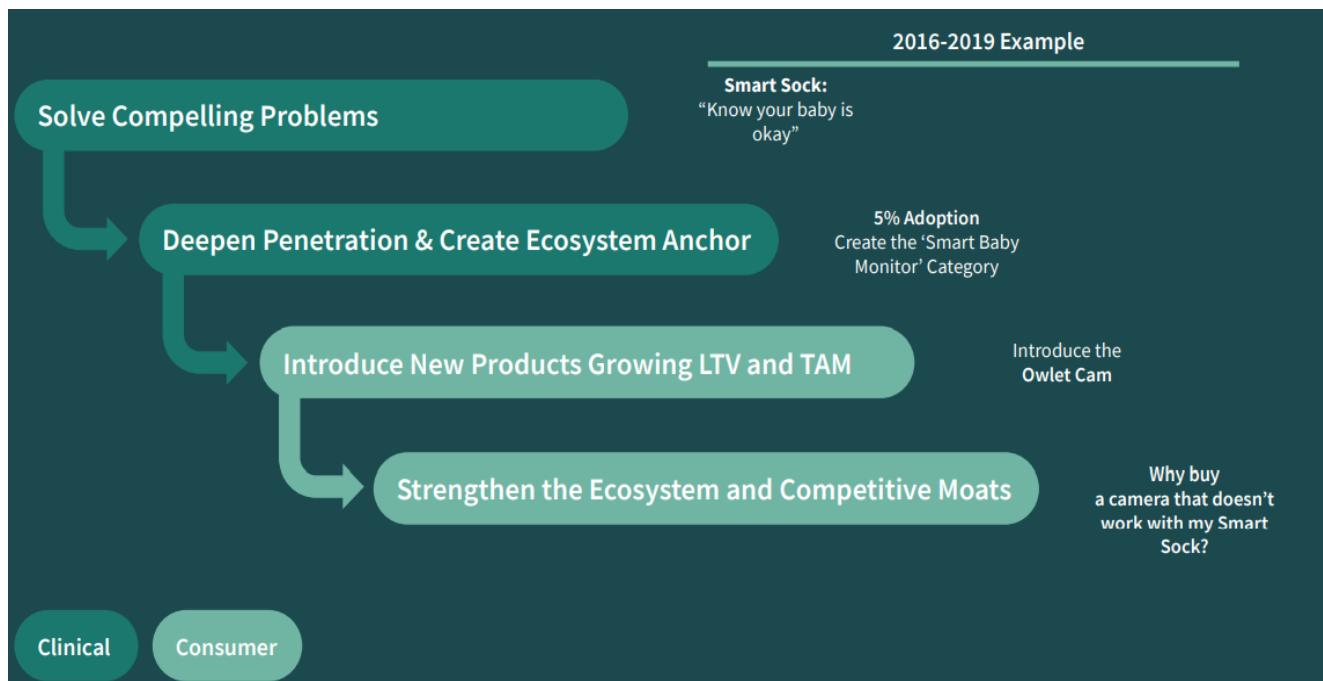 2016-2019 Example
Solve Compelling Problems
Smart Sock:
“Know your baby is
okay”
Deepen Penetration & Create Ecosystem Anchor
5% Adoption
Create the ‘Smart Baby
Monitor’ Category
Introduce New Products Growing LTV and TAM
Introduce the
Owlet Cam
Strengthen the Ecosystem and Competitive Moats
Why buy
a camera that doesn’t
work with my Smart
Sock?
Clinical
Consumer